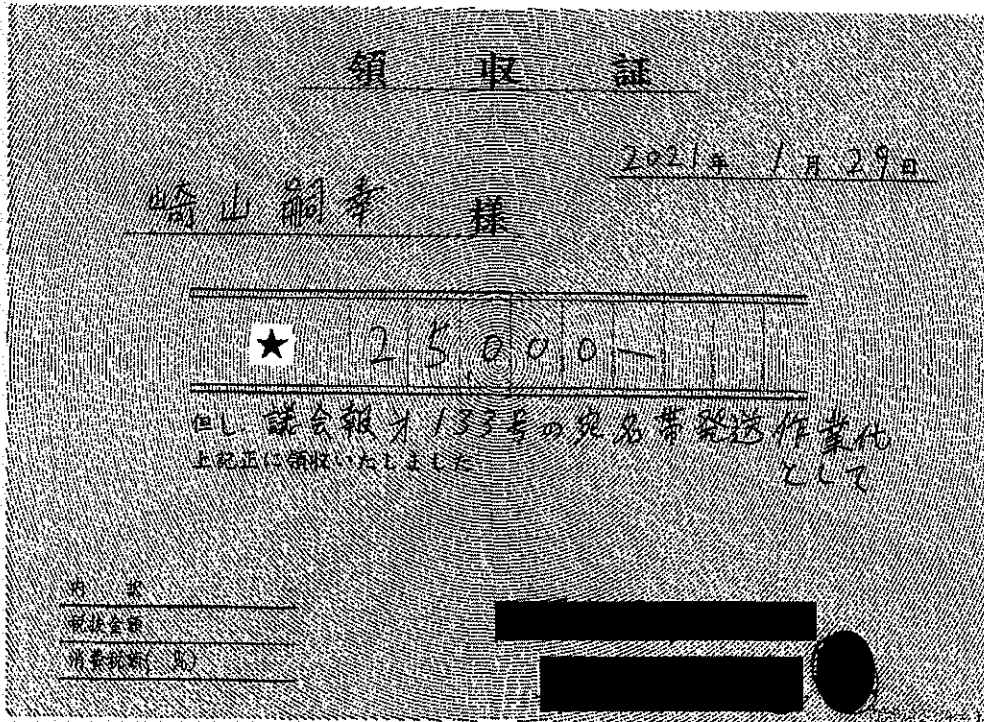 領収証
2021年 1月29日
崎山嗣幸 様
★ 25,000―
但し 議会報才133号の宛名帯発送作業代
として
上記正に領収いたしました
内訳
税抜金額
消費税額( %)